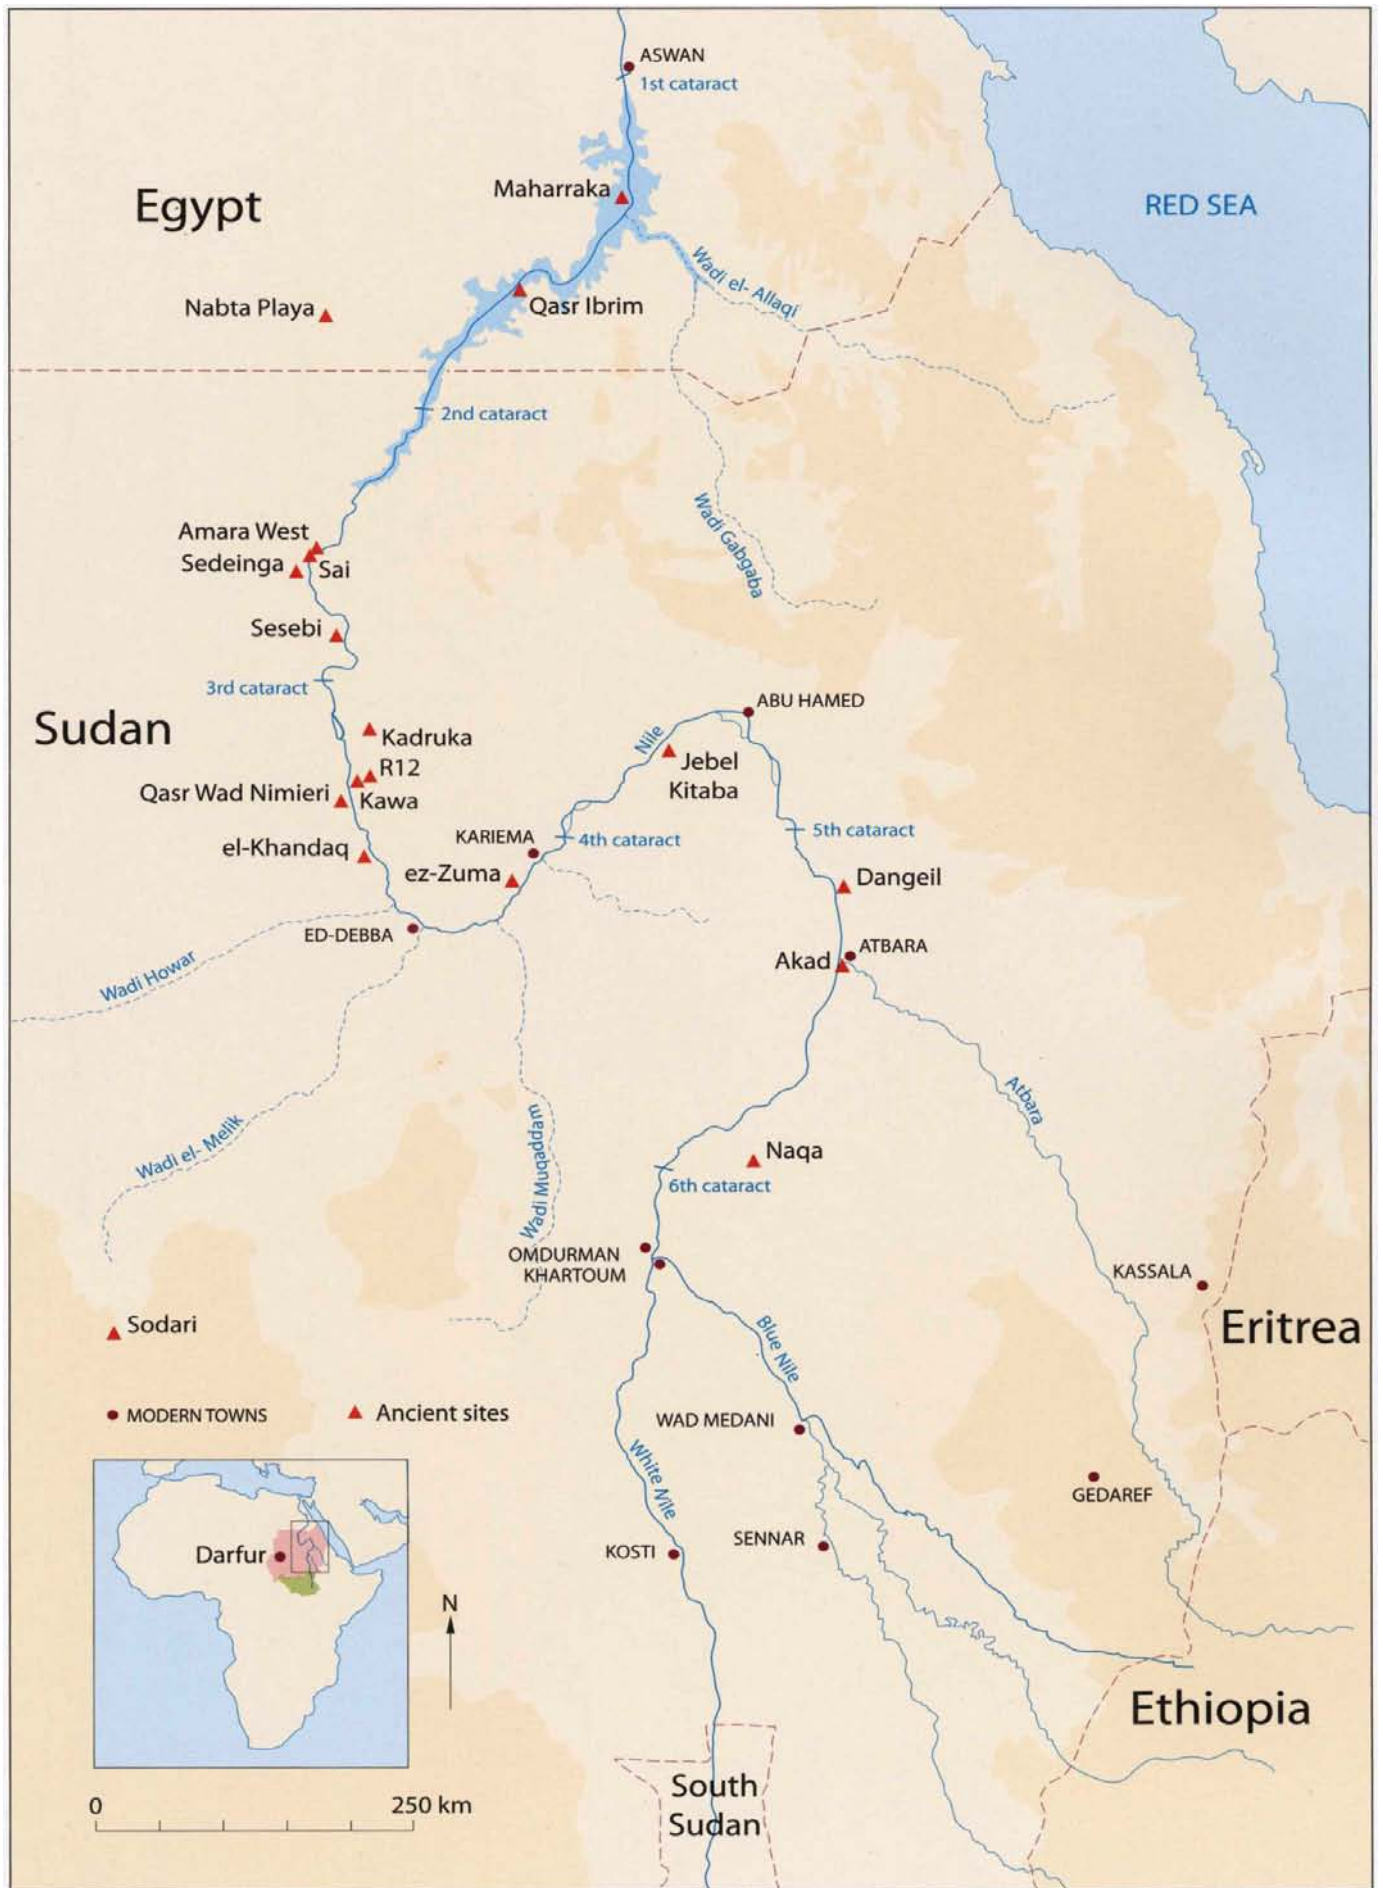 ASWAN
1st cataract
Maharraka
Egypt
RED SEA
Wadi el- Allaqi
Nabta Playa
Qasr Ibrim
2nd cataract
Wadi Gabgaba
Amara West
Sedeinga
Sai
Sesebi
3rd cataract
Sudan
ABU HAMED
Kadruka
Nile
Jebel
Kitaba
R12
Qasr Wad Nimieri
Kawa
KARIEMA
4th cataract
5th cataract
el-Khandaq
ez-Zuma
Dangeil
ED-DEBBA
ATBARA
Akad
Wadi Howar
Atbara
Wadi el- Melik
Wadi Muqaddam
Naqa
6th cataract
OMDURMAN
KHARTOUM
KASSALA
Sodari
Eritrea
Blue Nile
MODERN TOWNS
Ancient sites
WAD MEDANI
White Nile
GEDAREF
SENNAR
KOSTI
Darfur
N
Ethiopia
South
Sudan
0
250 km